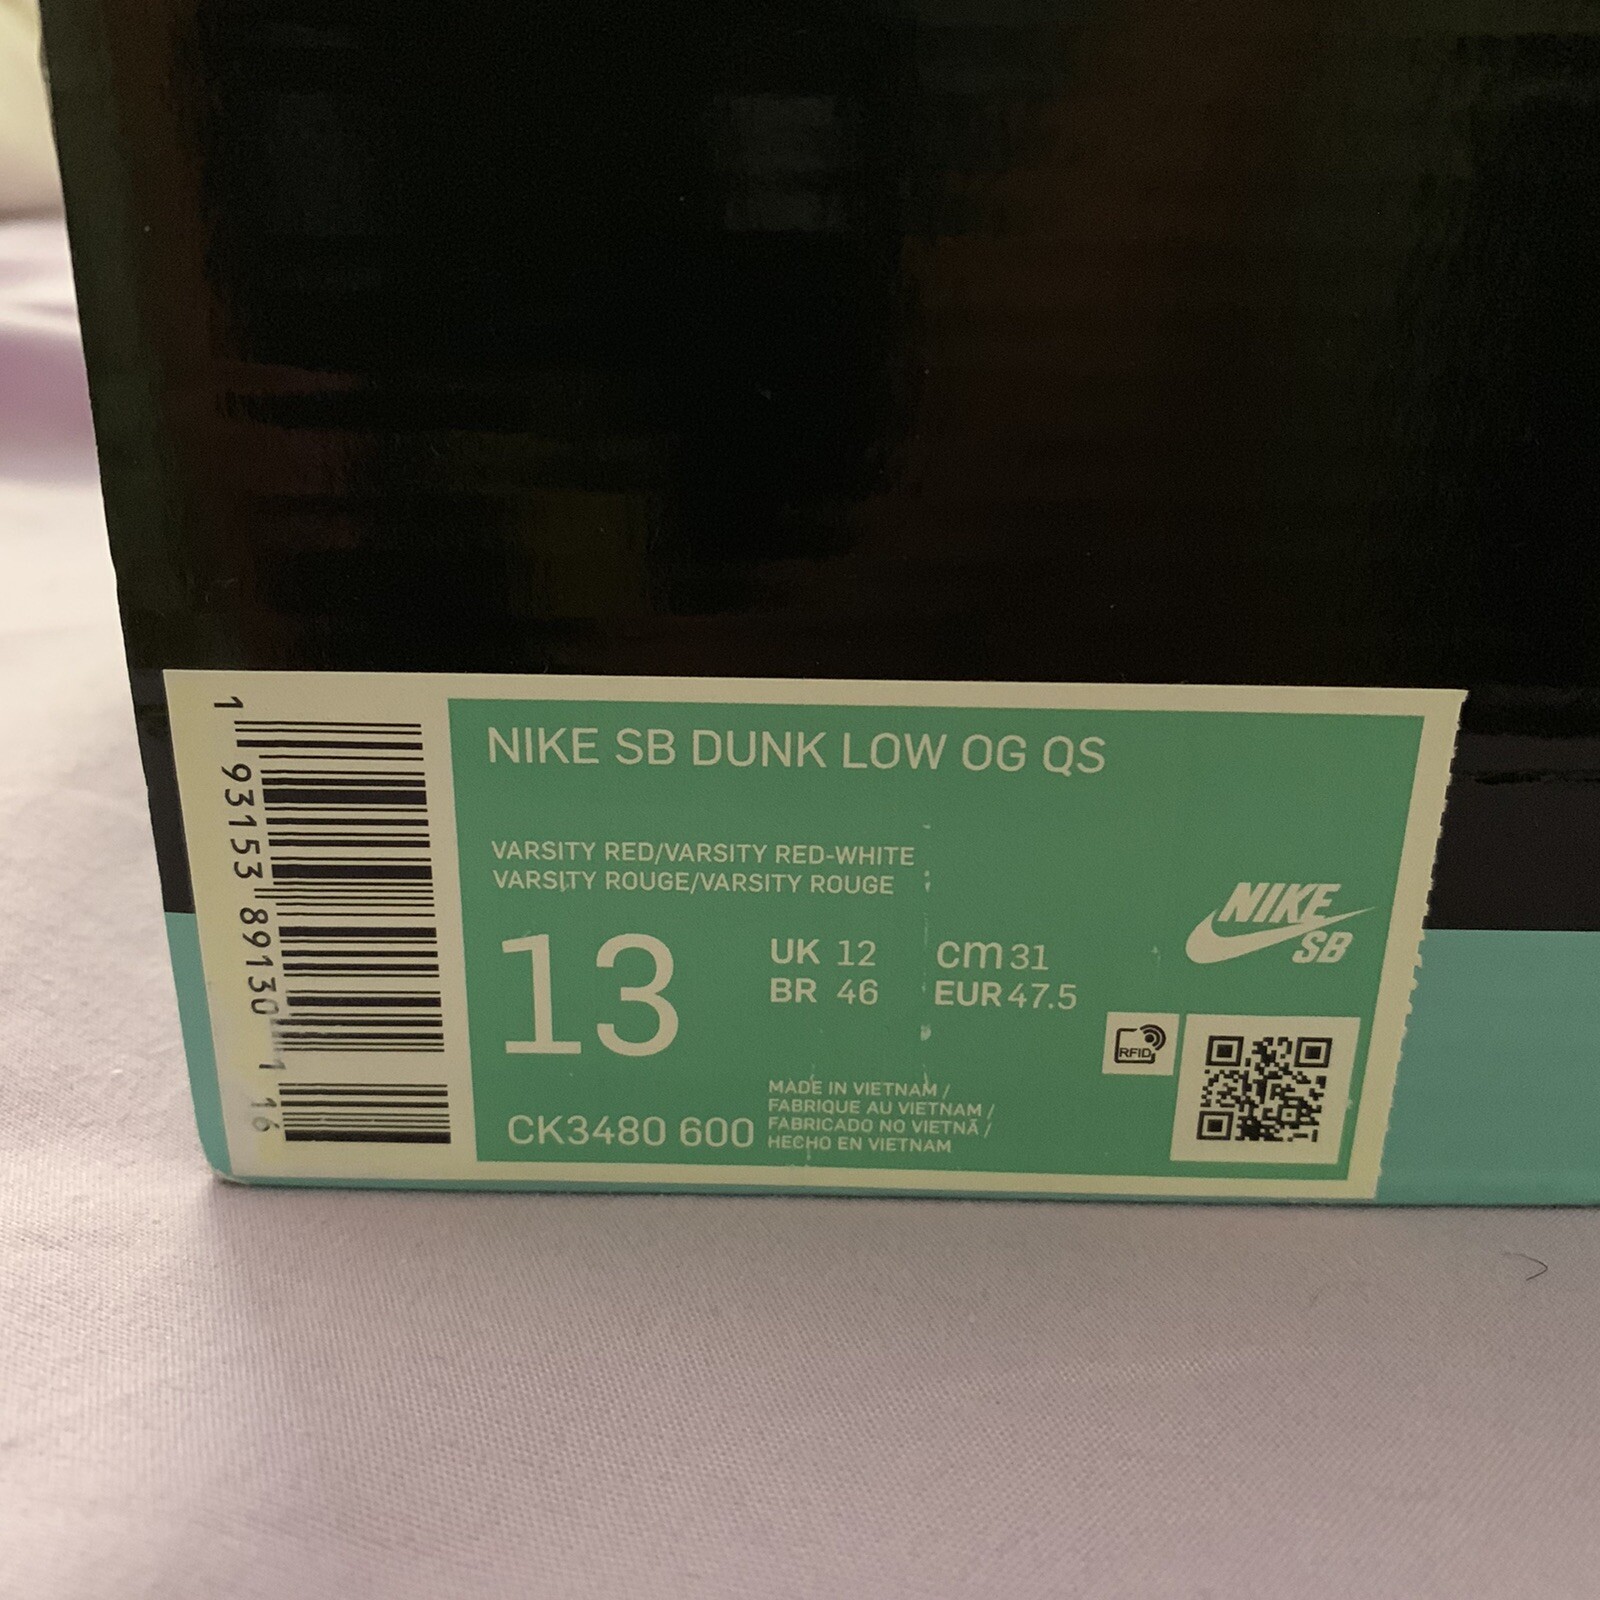 NIKE SB DUNK LOW OG QS
VARSITY RED/VARSITY RED-WHITE
VARSITY ROUGE/VARSITY ROUGE
13
UK 12
BR 46
cm 31
EUR 47.5
NIKE
SB
RFID
CK3480 600
MADE IN VIETNAM /
FABRIQUE AU VIETNAM /
FABRICADO NO VIETNÃ /
HECHO EN VIETNAM
1 93153 89130 1 16